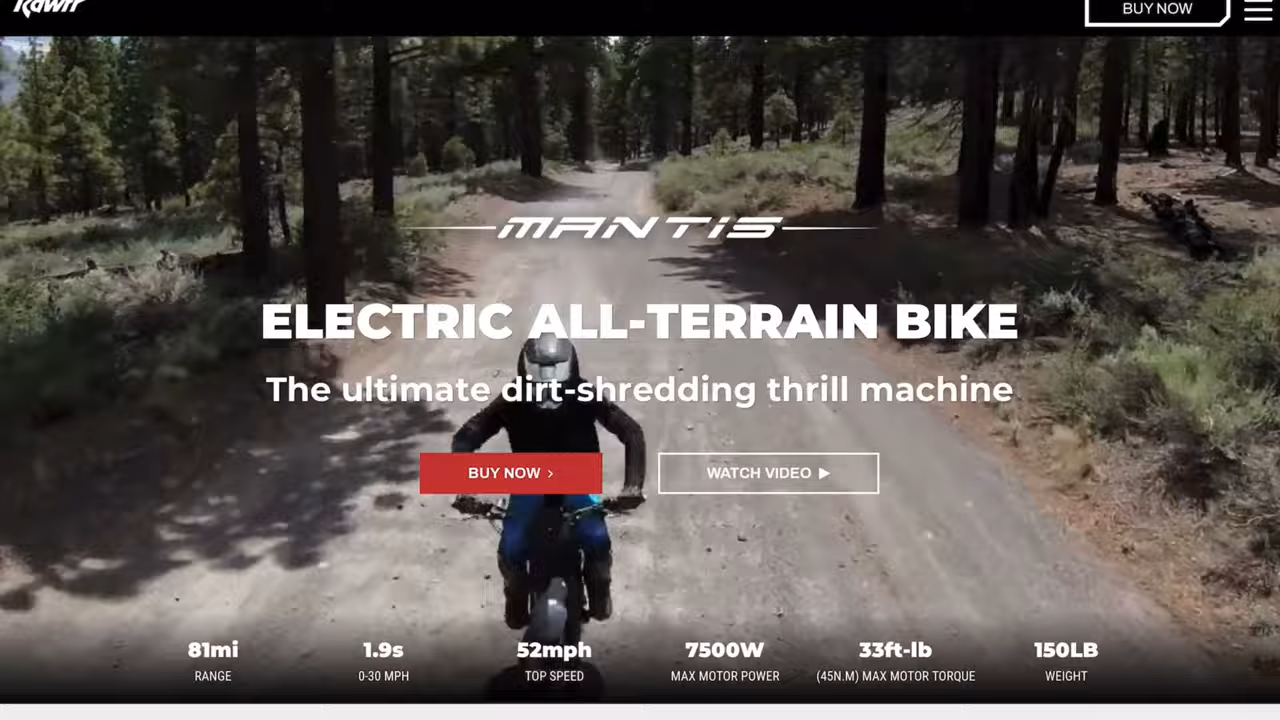 Rawrr
BUY NOW
MANTIS
ELECTRIC ALL-TERRAIN BIKE
The ultimate dirt-shredding thrill machine
BUY NOW ›
WATCH VIDEO ▶
81mi
RANGE
1.9s
0-30 MPH
52mph
TOP SPEED
7500W
MAX MOTOR POWER
33ft-lb
(45N.M) MAX MOTOR TORQUE
150LB
WEIGHT